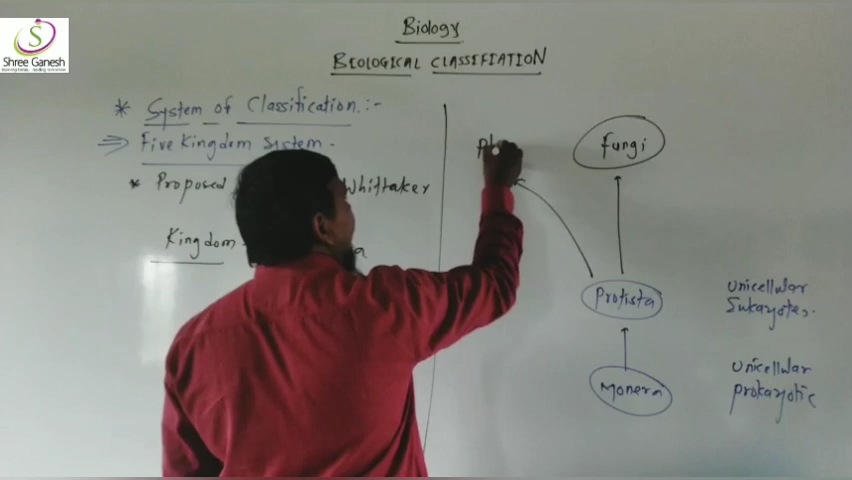 S
Shree Ganesh
Biology
BIOLOGICAL CLASSIFIATION
* System of Classification :-
⇒ Five Kingdom System -
* Proposed Whittaker
Kingdom
Fungi
Protista
Unicellular
Eukaryotes.
Monera
Unicellular
Prokaryotic